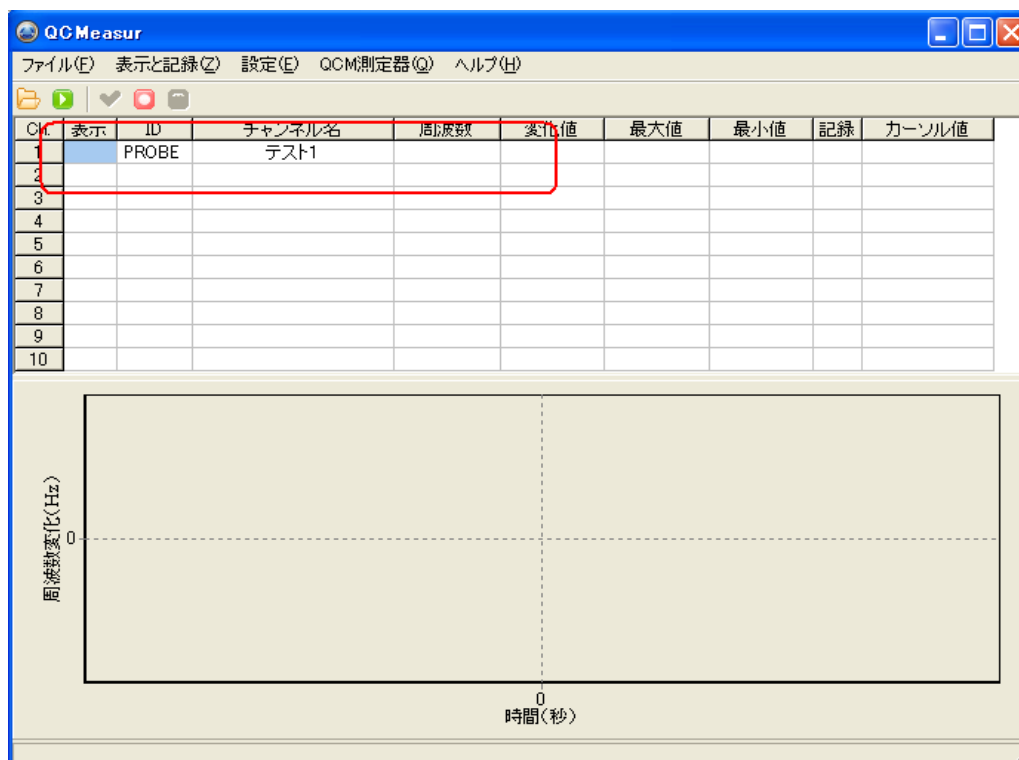 QCMeasur
ファイル(F) 表示と記録(Z) 設定(E) QCM測定器(Q) ヘルプ(H)
Ch. 表示 ID チャンネル名 周波数 変化値 最大値 最小値 記録 カーソル値
1 PROBE テスト1
2
3
4
5
6
7
8
9
10
周波数変化(Hz)
0
0
時間(秒)